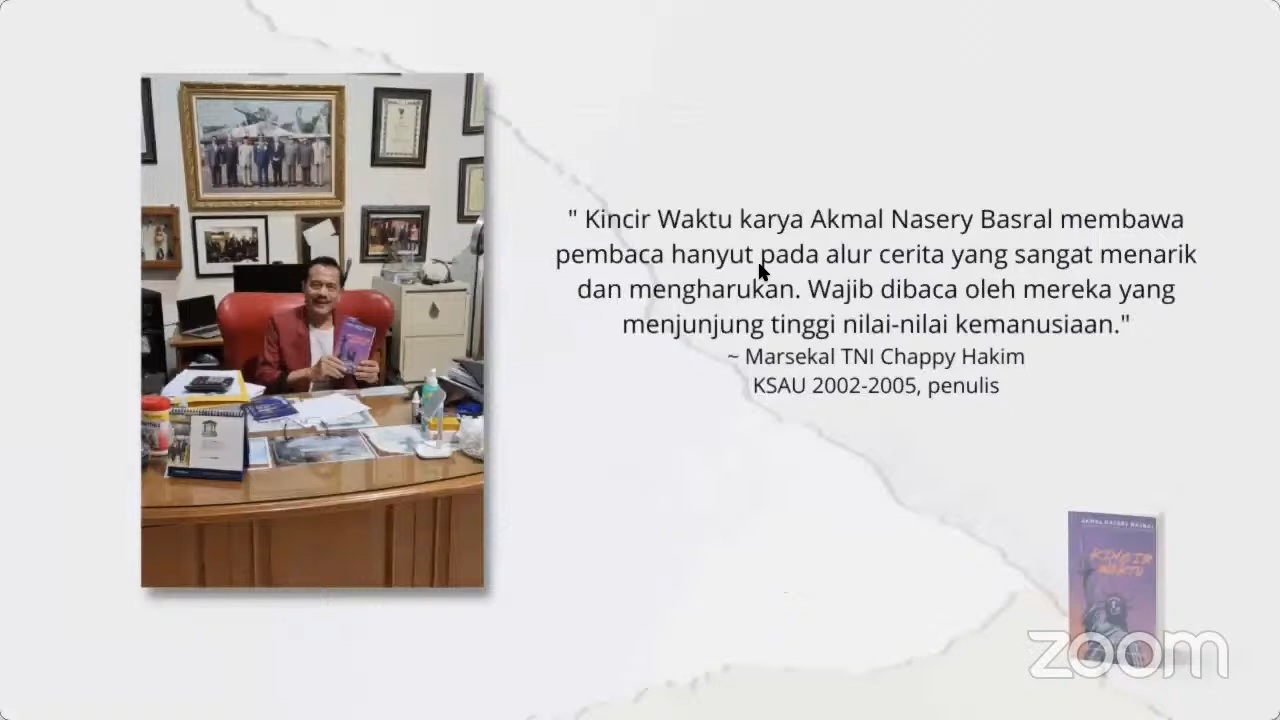 " Kincir Waktu karya Akmal Nasery Basral membawa
pembaca hanyut pada alur cerita yang sangat menarik
dan mengharukan. Wajib dibaca oleh mereka yang
menjunjung tinggi nilai-nilai kemanusiaan."
~ Marsekal TNI Chappy Hakim
KSAU 2002-2005, penulis
AKMAL NASERY BASRAL
KINCIR
WAKTU
zoom